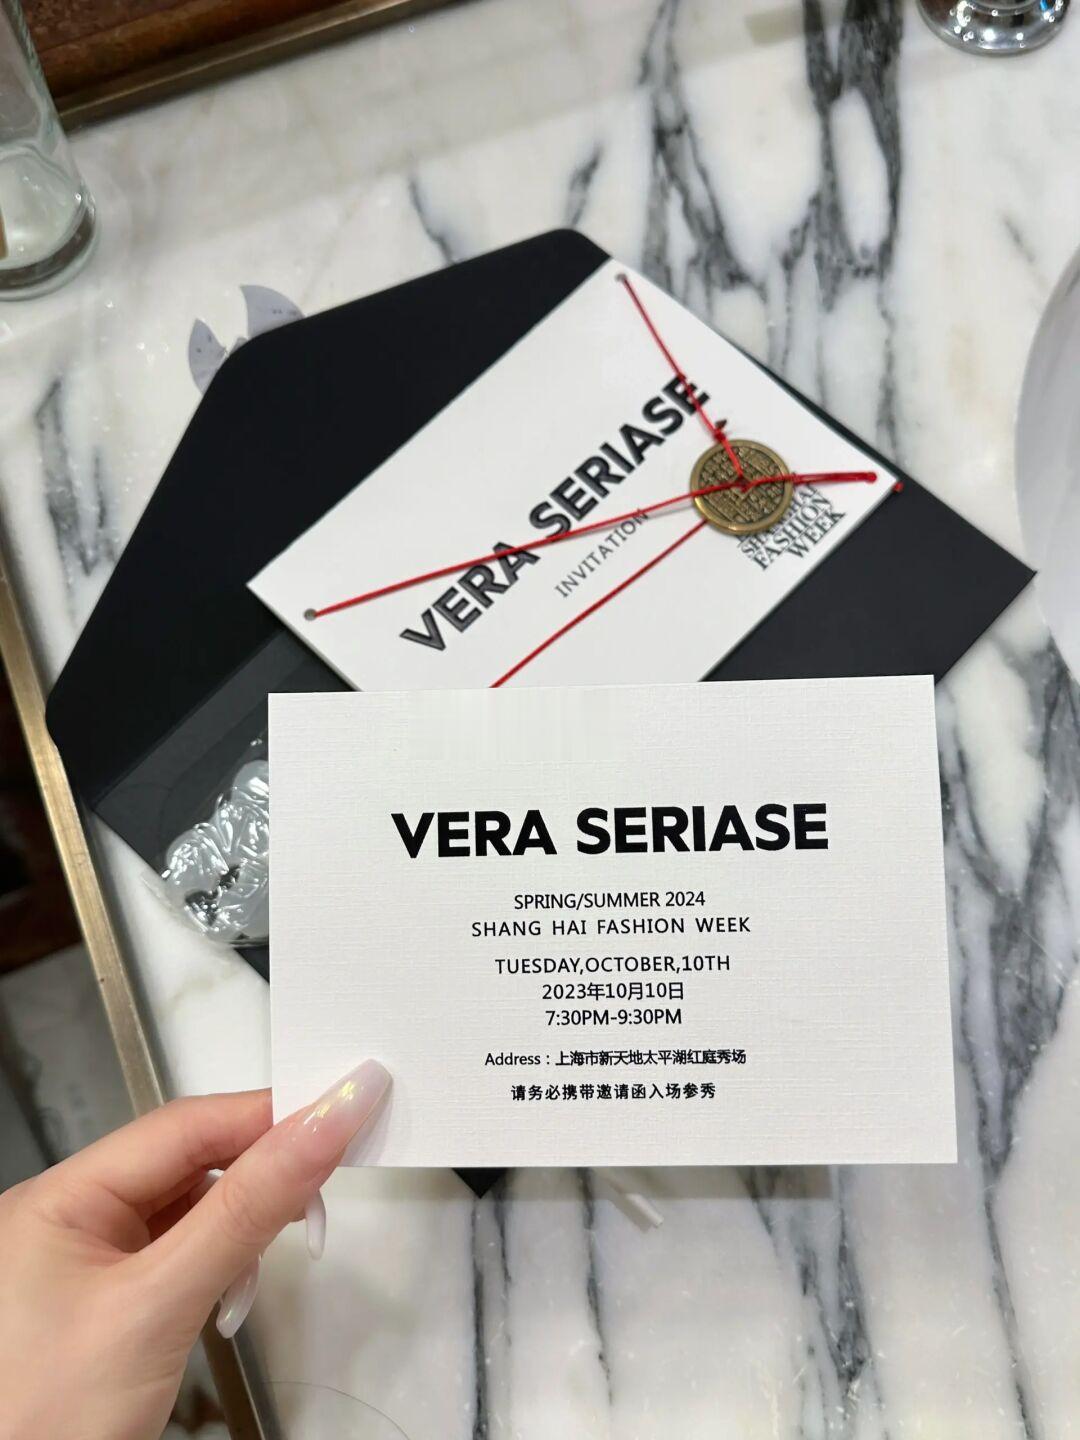 VERA SERIASE
INVITATION
SHANGHAI
FASHION
WEEK
VERA SERIASE
SPRING/SUMMER 2024
SHANG HAI FASHION WEEK
TUESDAY,OCTOBER,10TH
2023年10月10日
7:30PM-9:30PM
Address：上海市新天地太平湖红庭秀场
请务必携带邀请函入场参秀